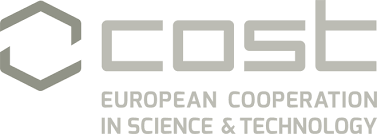 cost
EUROPEAN COOPERATION
IN SCIENCE & TECHNOLOGY